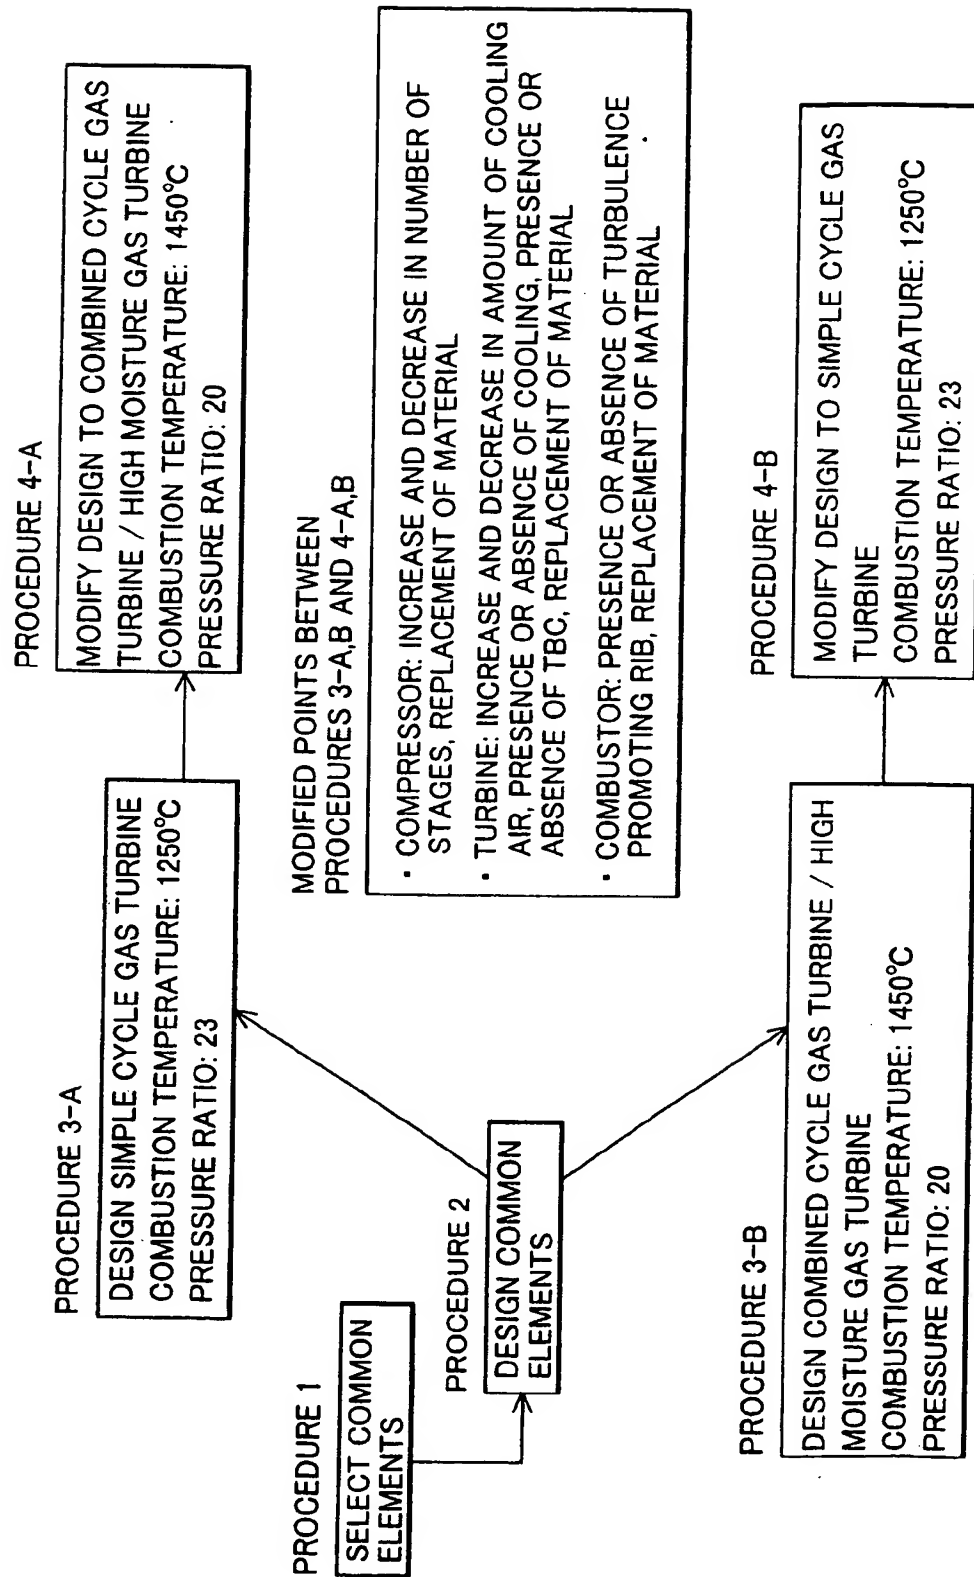 PROCEDURE 1
SELECT COMMON
ELEMENTS
PROCEDURE 2
DESIGN COMMON
ELEMENTS
PROCEDURE 3-A
DESIGN SIMPLE CYCLE GAS TURBINE
COMBUSTION TEMPERATURE: 1250°C
PRESSURE RATIO: 23
PROCEDURE 4-A
MODIFY DESIGN TO COMBINED CYCLE GAS
TURBINE / HIGH MOISTURE GAS TURBINE
COMBUSTION TEMPERATURE: 1450°C
PRESSURE RATIO: 20
MODIFIED POINTS BETWEEN
PROCEDURES 3-A,B AND 4-A,B
· COMPRESSOR: INCREASE AND DECREASE IN NUMBER OF
STAGES, REPLACEMENT OF MATERIAL
· TURBINE: INCREASE AND DECREASE IN AMOUNT OF COOLING
AIR, PRESENCE OR ABSENCE OF COOLING, PRESENCE OR
ABSENCE OF TBC, REPLACEMENT OF MATERIAL
· COMBUSTOR: PRESENCE OR ABSENCE OF TURBULENCE
PROMOTING RIB, REPLACEMENT OF MATERIAL
PROCEDURE 3-B
DESIGN COMBINED CYCLE GAS TURBINE / HIGH
MOISTURE GAS TURBINE
COMBUSTION TEMPERATURE: 1450°C
PRESSURE RATIO: 20
PROCEDURE 4-B
MODIFY DESIGN TO SIMPLE CYCLE GAS
TURBINE
COMBUSTION TEMPERATURE: 1250°C
PRESSURE RATIO: 23